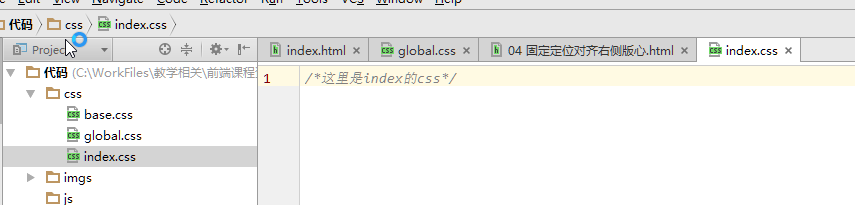 Edit View Navigate Code Refactor Run Tools VCS Window Help
代码 css index.css
Project index.html global.css 04 固定定位对齐右侧版心.html index.css
代码 (C:\WorkFiles\教学相关\前端课程
1 /*这里是index的css*/
css
base.css
global.css
index.css
imgs
js